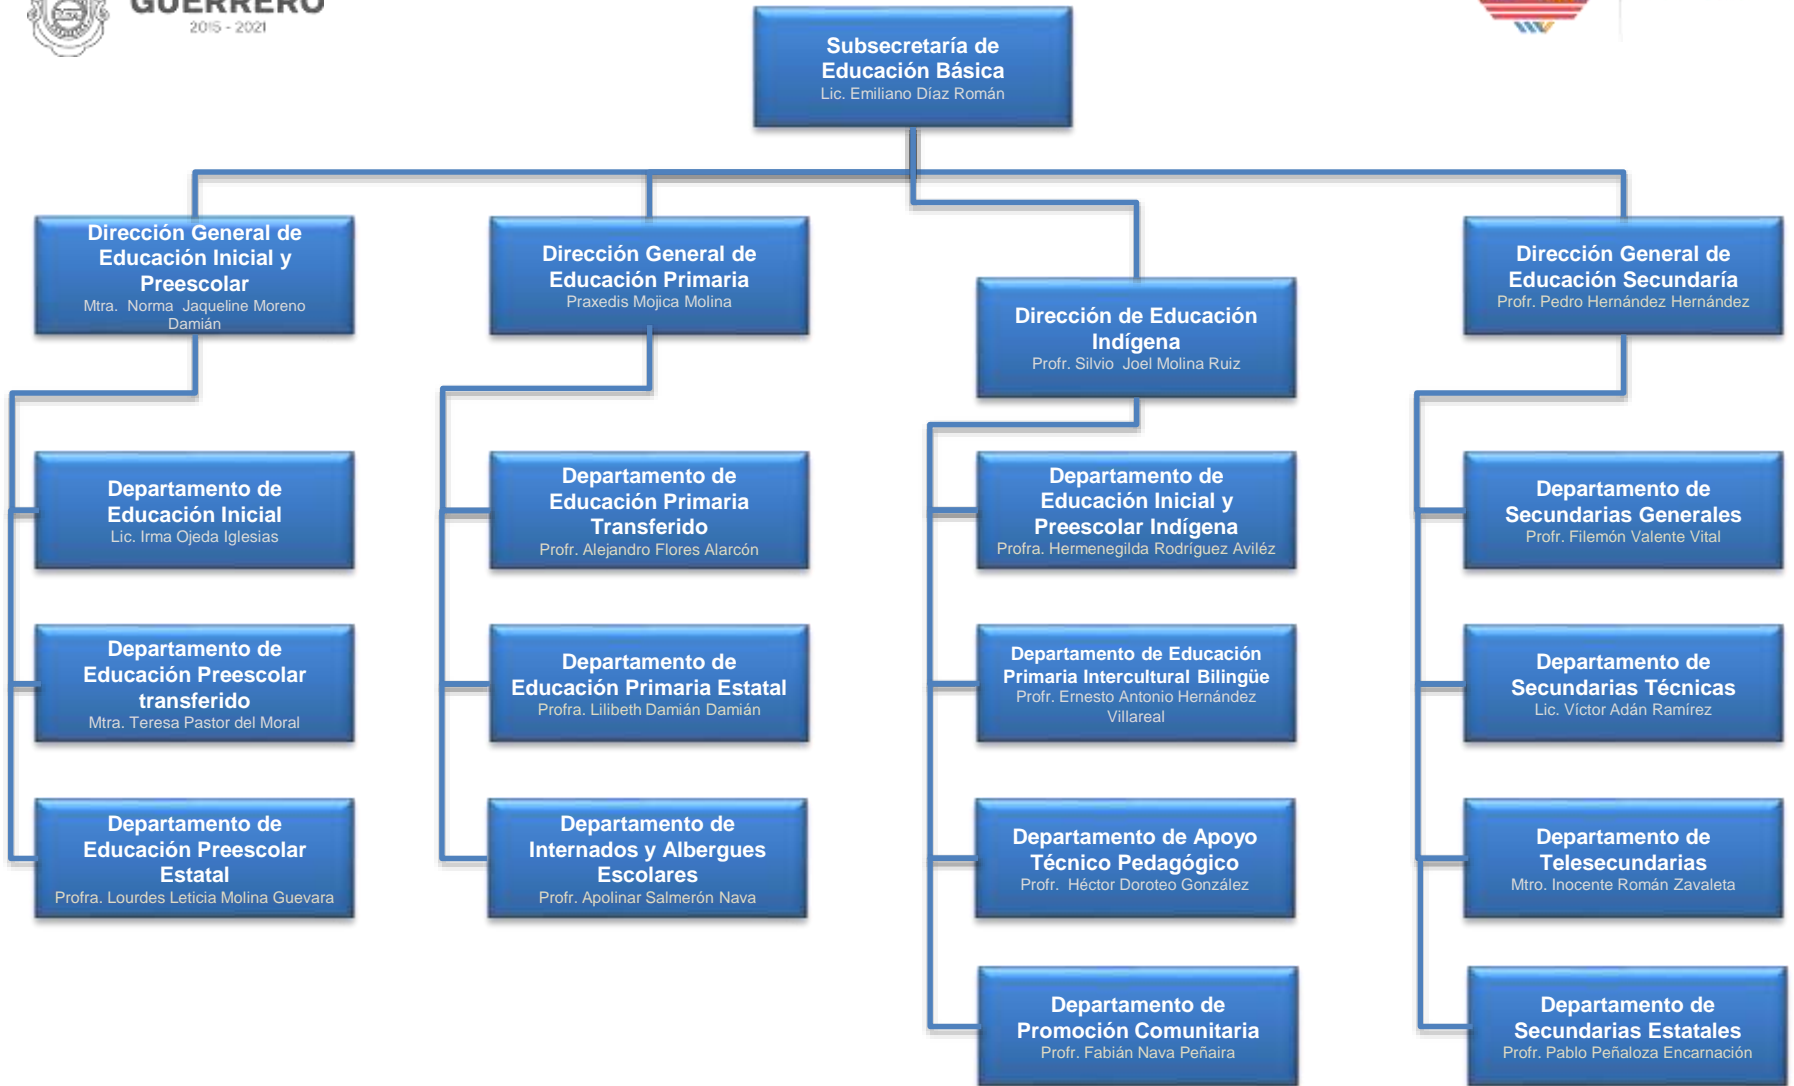 GUERRERO
2015 - 2021
Subsecretaría de
Educación Básica
Lic. Emiliano Díaz Román
Dirección General de
Educación Inicial y
Preescolar
Mtra. Norma Jaqueline Moreno
Damián
Dirección General de
Educación Primaria
Praxedis Mojica Molina
Dirección de Educación
Indígena
Profr. Silvio Joel Molina Ruiz
Dirección General de
Educación Secundaría
Profr. Pedro Hernández Hernández
Departamento de
Educación Inicial
Lic. Irma Ojeda Iglesias
Departamento de
Educación Preescolar
transferido
Mtra. Teresa Pastor del Moral
Departamento de
Educación Preescolar
Estatal
Profra. Lourdes Leticia Molina Guevara
Departamento de
Educación Primaria
Transferido
Profr. Alejandro Flores Alarcón
Departamento de
Educación Primaria Estatal
Profra. Lilibeth Damián Damián
Departamento de
Internados y Albergues
Escolares
Profr. Apolinar Salmerón Nava
Departamento de
Educación Inicial y
Preescolar Indígena
Profra. Hermenegilda Rodríguez Aviléz
Departamento de Educación
Primaria Intercultural Bilingüe
Profr. Ernesto Antonio Hernández
Villareal
Departamento de Apoyo
Técnico Pedagógico
Profr. Héctor Doroteo González
Departamento de
Promoción Comunitaria
Profr. Fabián Nava Peñaira
Departamento de
Secundarias Generales
Profr. Filemón Valente Vital
Departamento de
Secundarias Técnicas
Lic. Víctor Adán Ramírez
Departamento de
Telesecundarias
Mtro. Inocente Román Zavaleta
Departamento de
Secundarias Estatales
Profr. Pablo Peñaloza Encarnación